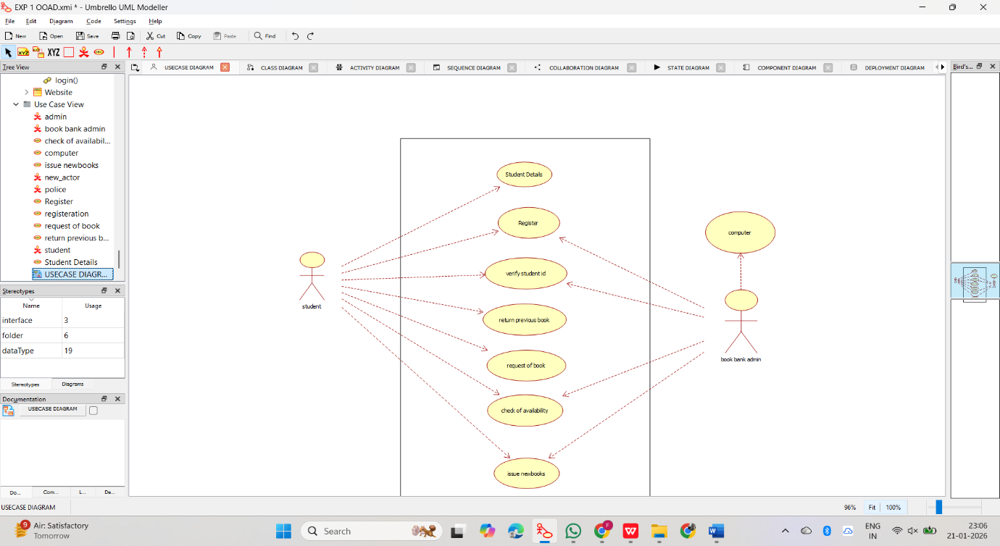 EXP 1 OOAD.xmi * - Umbrello UML Modeller
File Edit Diagram Code Settings Help
New Open Save Cut Copy Paste Find
XYZ XYZ
Tree View
USECASE DIAGRAM CLASS DIAGRAM ACTIVITY DIAGRAM SEQUENCE DIAGRAM COLLABORATION DIAGRAM STATE DIAGRAM COMPONENT DIAGRAM DEPLOYMENT DIAGRAM
Bird's...
login()
Website
Use Case View
admin
book bank admin
check of availabil...
computer
issue newbooks
new_actor
police
Register
registeration
request of book
return previous b...
student
Student Details
USECASE DIAGR...
Stereotypes
Name Usage
interface 3
folder 6
dataType 19
Stereotypes Diagrams
Documentation
USECASE DIAGRAM
Do... Com... L... De...
Student Details
Register
verify student id
return previous book
request of book
check of availability
issue newbooks
student
computer
book bank admin
USECASE DIAGRAM
96% Fit 100%
9
Air: Satisfactory
Tomorrow
Search
F
W
W
ENG
IN
23:06
21-01-2026